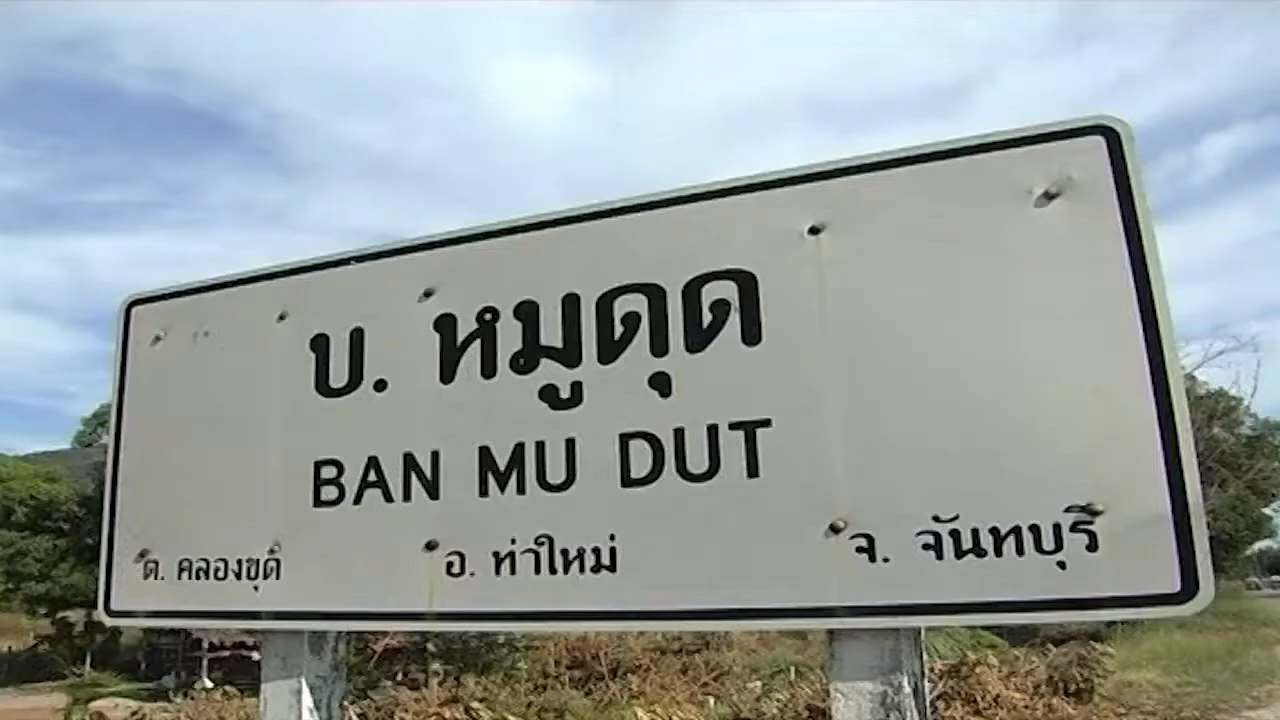 บ. หมูดุด
BAN MU DUT
ต. คลองขุด อ. ท่าใหม่ จ. จันทบุรี